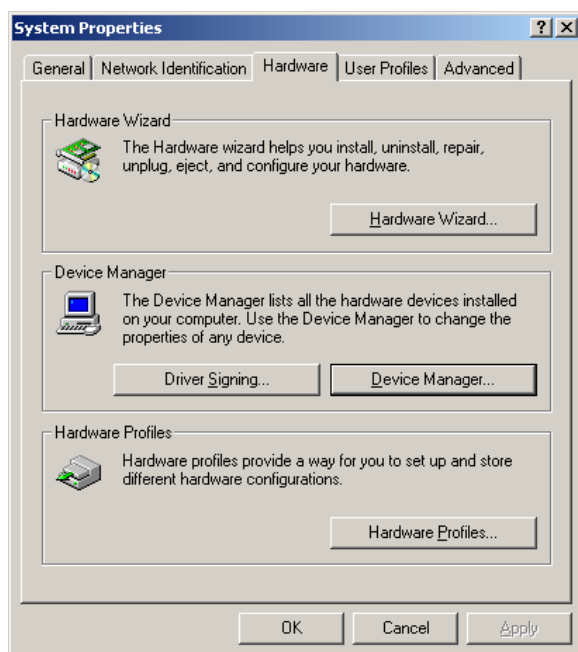 System Properties
General Network Identification Hardware User Profiles Advanced
Hardware Wizard
The Hardware wizard helps you install, uninstall, repair,
unplug, eject, and configure your hardware.
Hardware Wizard...
Device Manager
The Device Manager lists all the hardware devices installed
on your computer. Use the Device Manager to change the
properties of any device.
Driver Signing... Device Manager...
Hardware Profiles
Hardware profiles provide a way for you to set up and store
different hardware configurations.
Hardware Profiles...
OK Cancel Apply